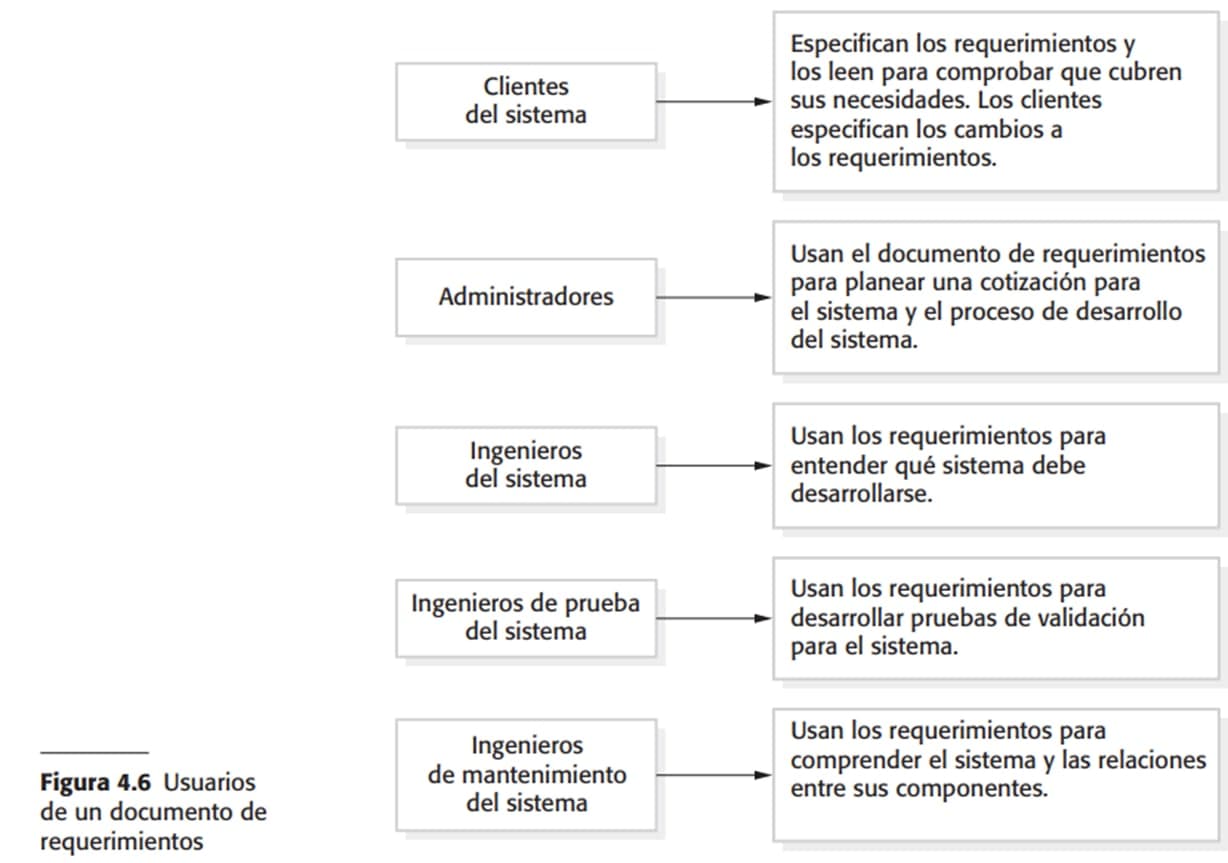 Clientes
del sistema
Especifican los requerimientos y
los leen para comprobar que cubren
sus necesidades. Los clientes
especifican los cambios a
los requerimientos.
Administradores
Usan el documento de requerimientos
para planear una cotización para
el sistema y el proceso de desarrollo
del sistema.
Ingenieros
del sistema
Usan los requerimientos para
entender qué sistema debe
desarrollarse.
Ingenieros de prueba
del sistema
Usan los requerimientos para
desarrollar pruebas de validación
para el sistema.
Ingenieros
de mantenimiento
del sistema
Usan los requerimientos para
comprender el sistema y las relaciones
entre sus componentes.
Figura 4.6 Usuarios
de un documento de
requerimientos